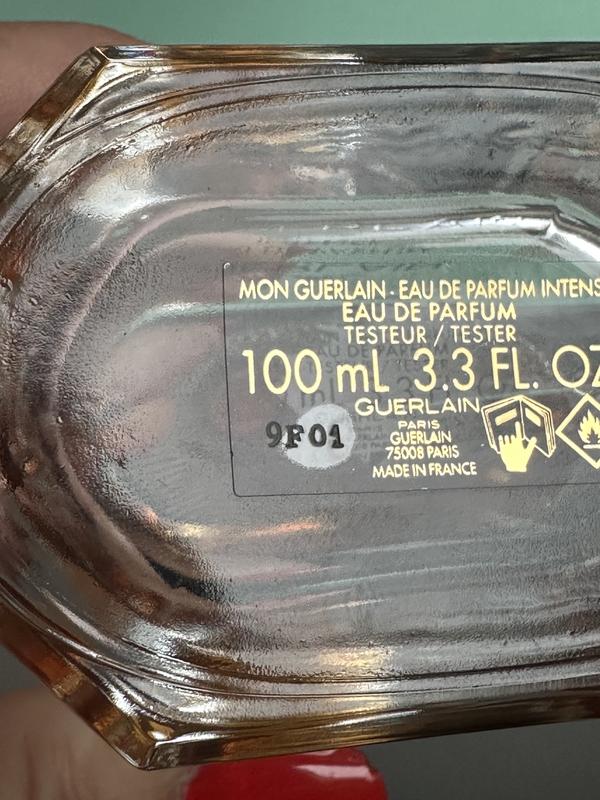 MON GUERLAIN - EAU DE PARFUM INTENS
EAU DE PARFUM
TESTEUR / TESTER
100 mL 3.3 FL. OZ
GUERLAIN
PARIS
GUERLAIN
75008 PARIS
MADE IN FRANCE
9F01